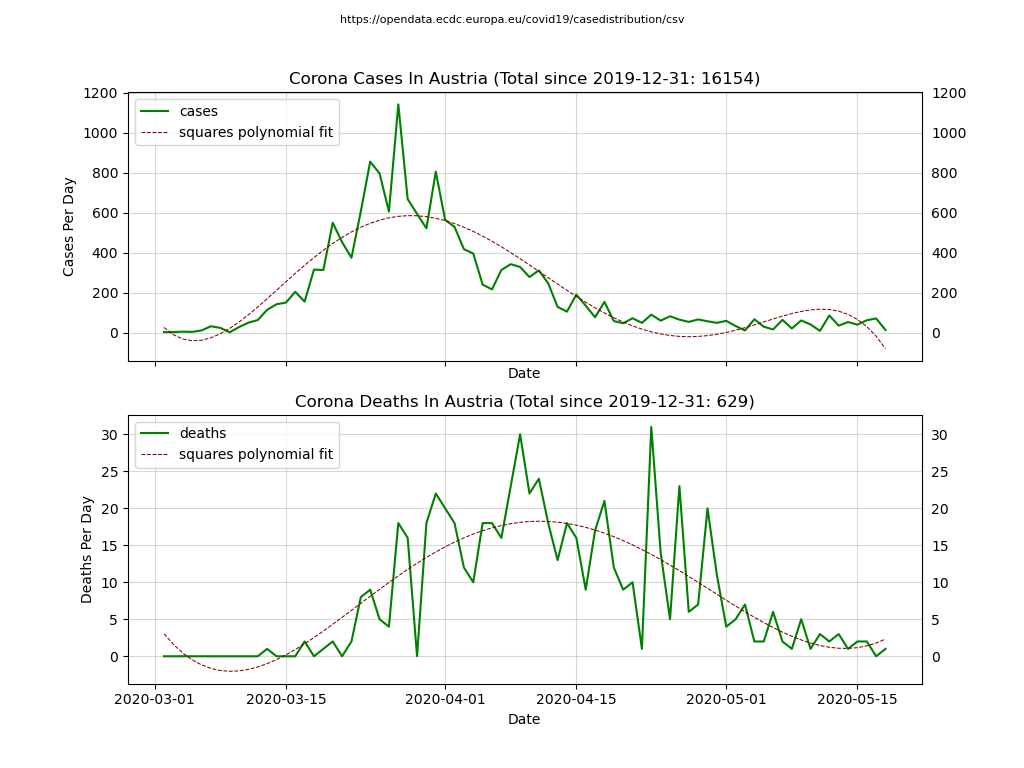 https://opendata.ecdc.europa.eu/covid19/casedistribution/csv
Corona Cases In Austria (Total since 2019-12-31: 16154)
cases
squares polynomial fit
Cases Per Day
1200
1000
800
600
400
200
0
1200
1000
800
600
400
200
0
Date
Corona Deaths In Austria (Total since 2019-12-31: 629)
deaths
squares polynomial fit
Deaths Per Day
30
25
20
15
10
5
0
30
25
20
15
10
5
0
2020-03-01 2020-03-15 2020-04-01 2020-04-15 2020-05-01 2020-05-15
Date